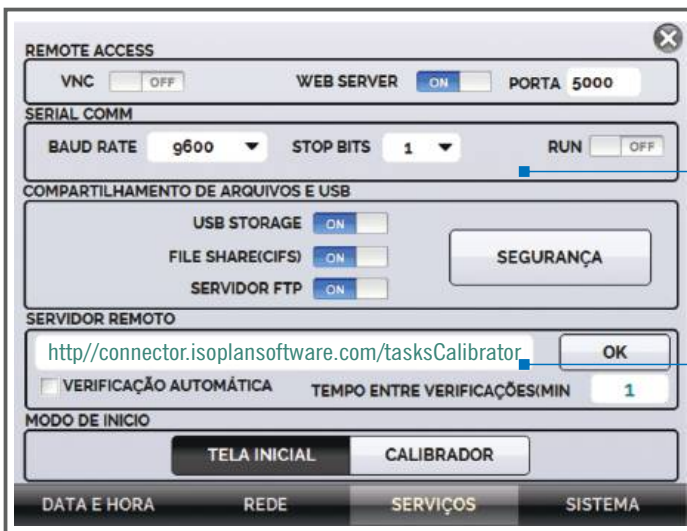 REMOTE ACCESS
VNC OFF WEB SERVER ON PORTA 5000
SERIAL COMM
BAUD RATE 9600 STOP BITS 1 RUN OFF
COMPARTILHAMENTO DE ARQUIVOS E USB
USB STORAGE ON
FILE SHARE(CIFS) ON SEGURANÇA
SERVIDOR FTP ON
SERVIDOR REMOTO
http//connector.isoplansoftware.com/tasksCalibrator OK
VERIFICAÇÃO AUTOMÁTICA TEMPO ENTRE VERIFICAÇÕES(MIN 1
MODO DE INICIO
TELA INICIAL CALIBRADOR
DATA E HORA REDE SERVIÇOS SISTEMA